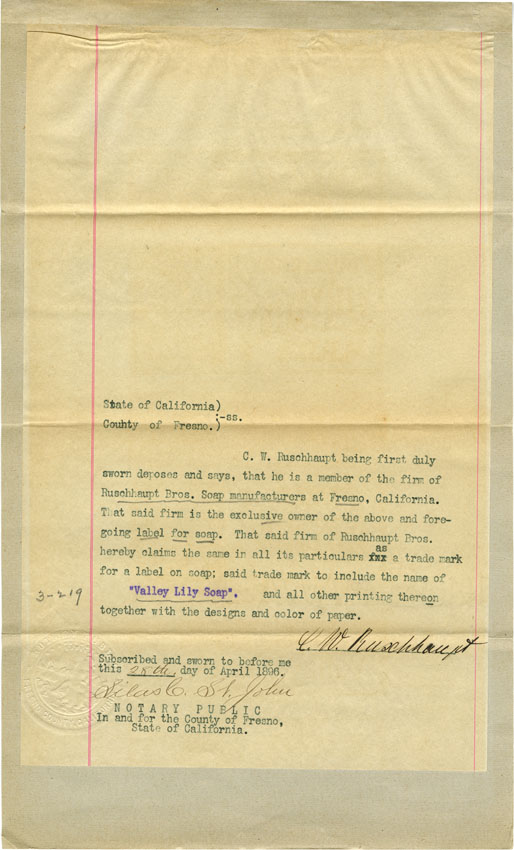 State of California)
:-ss.
County of Fresno.)
C. W. Ruschhaupt being first duly
sworn deposes and says, that he is a member of the firm of
Ruschhaupt Bros. Soap manufacturers at Fresno, California.
That said firm is the exclusive owner of the above and fore-
going label for soap. That said firm of Ruschhaupt Bros.
hereby claims the same in all its particulars as a trade mark
for a label on soap; said trade mark to include the name of
"Valley Lily Soap". and all other printing thereon
3-219
together with the designs and color of paper.
C. W. Ruschhaupt
Subscribed and sworn to before me
this day of April 1896.
Silas C. St. John
NOTARY PUBLIC
In and for the County of Fresno,
State of California.